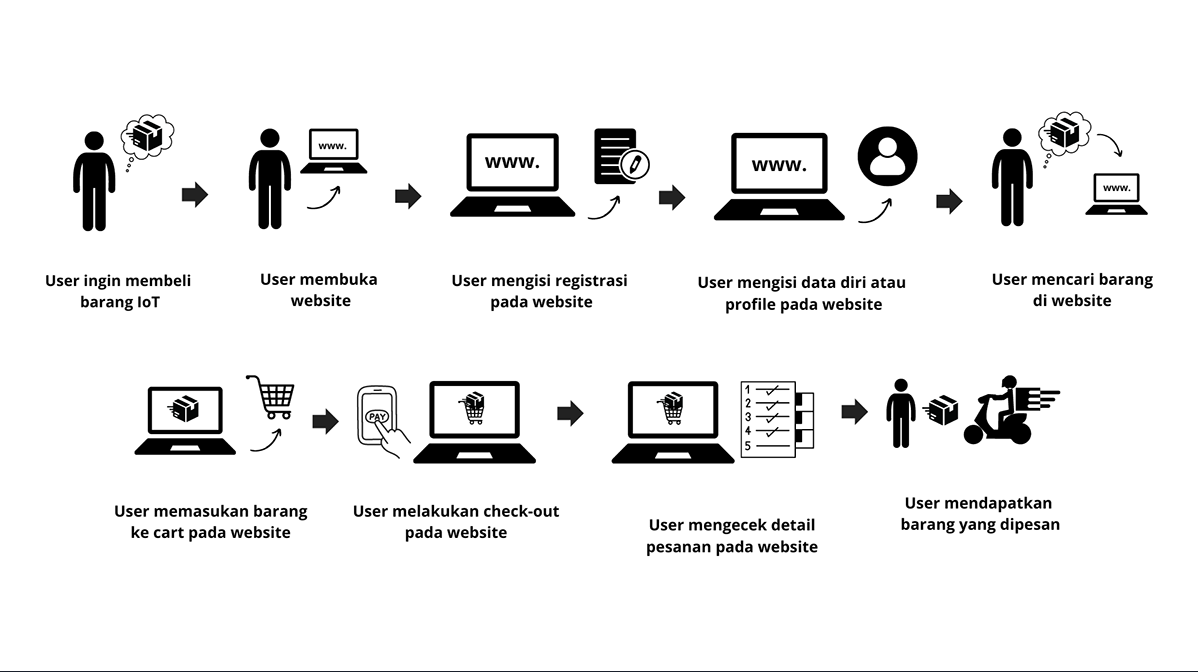 www.
www.
www.
www.
User ingin membeli
barang IoT
User membuka
website
User mengisi registrasi
pada website
User mengisi data diri atau
profile pada website
User mencari barang
di website
PAY
1
2
3
4
5
User memasukan barang
ke cart pada website
User melakukan check-out
pada website
User mengecek detail
pesanan pada website
User mendapatkan
barang yang dipesan